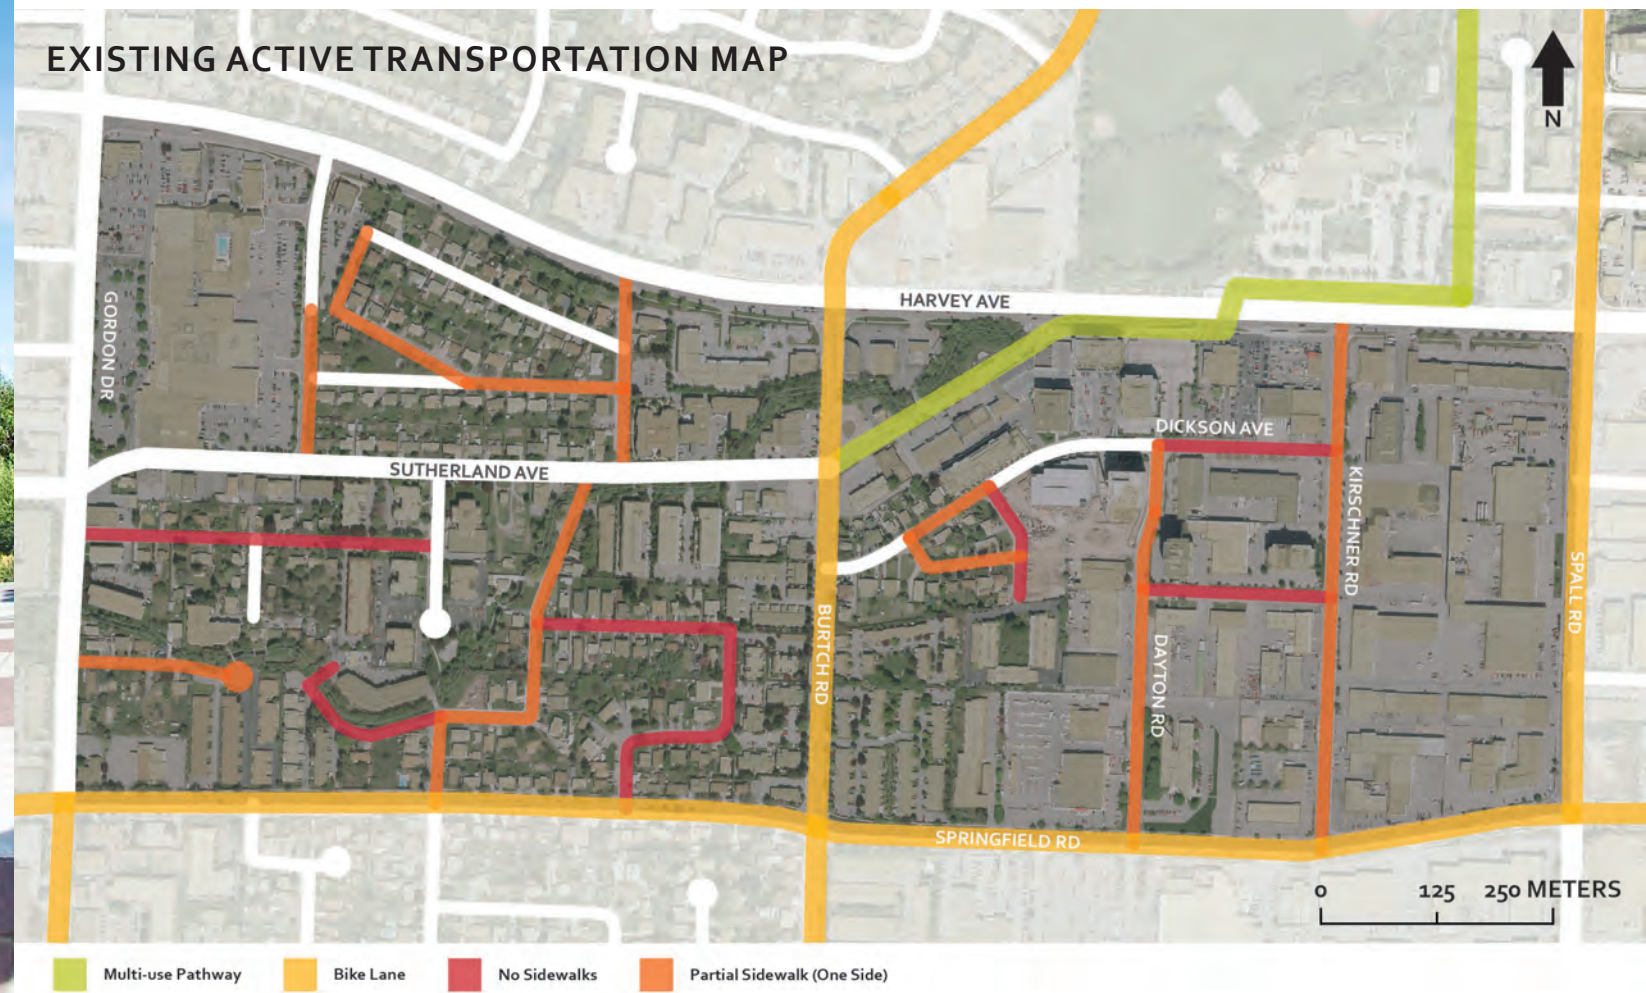 EXISTING ACTIVE TRANSPORTATION MAP
N
HARVEY AVE
GORDON DR
DICKSON AVE
SUTHERLAND AVE
KIRSCHNER RD
SPALL RD
BURTCH RD
DAYTON RD
SPRINGFIELD RD
0 125 250 METERS
Multi-use Pathway Bike Lane No Sidewalks Partial Sidewalk (One Side)